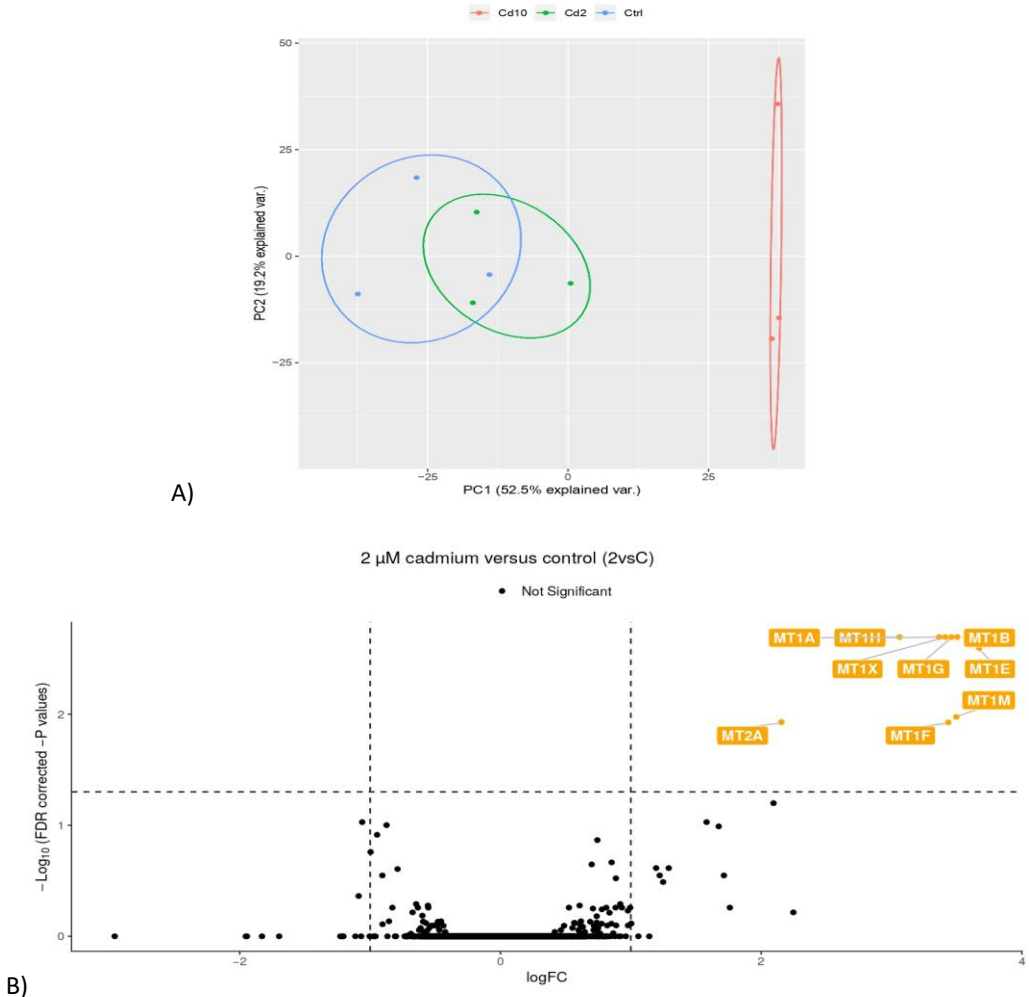 Cd10 Cd2 Ctrl
50
25
0
−25
PC2 (19.2% explained var.)
−25 0 25
PC1 (52.5% explained var.)
A)
2 µM cadmium versus control (2vsC)
Not Significant
MT1A MT1H MT1B
MT1X MT1G MT1E
MT1M
MT2A MT1F
2
1
0
−Log10 (FDR corrected −P values)
−2 0 2 4
logFC
B)